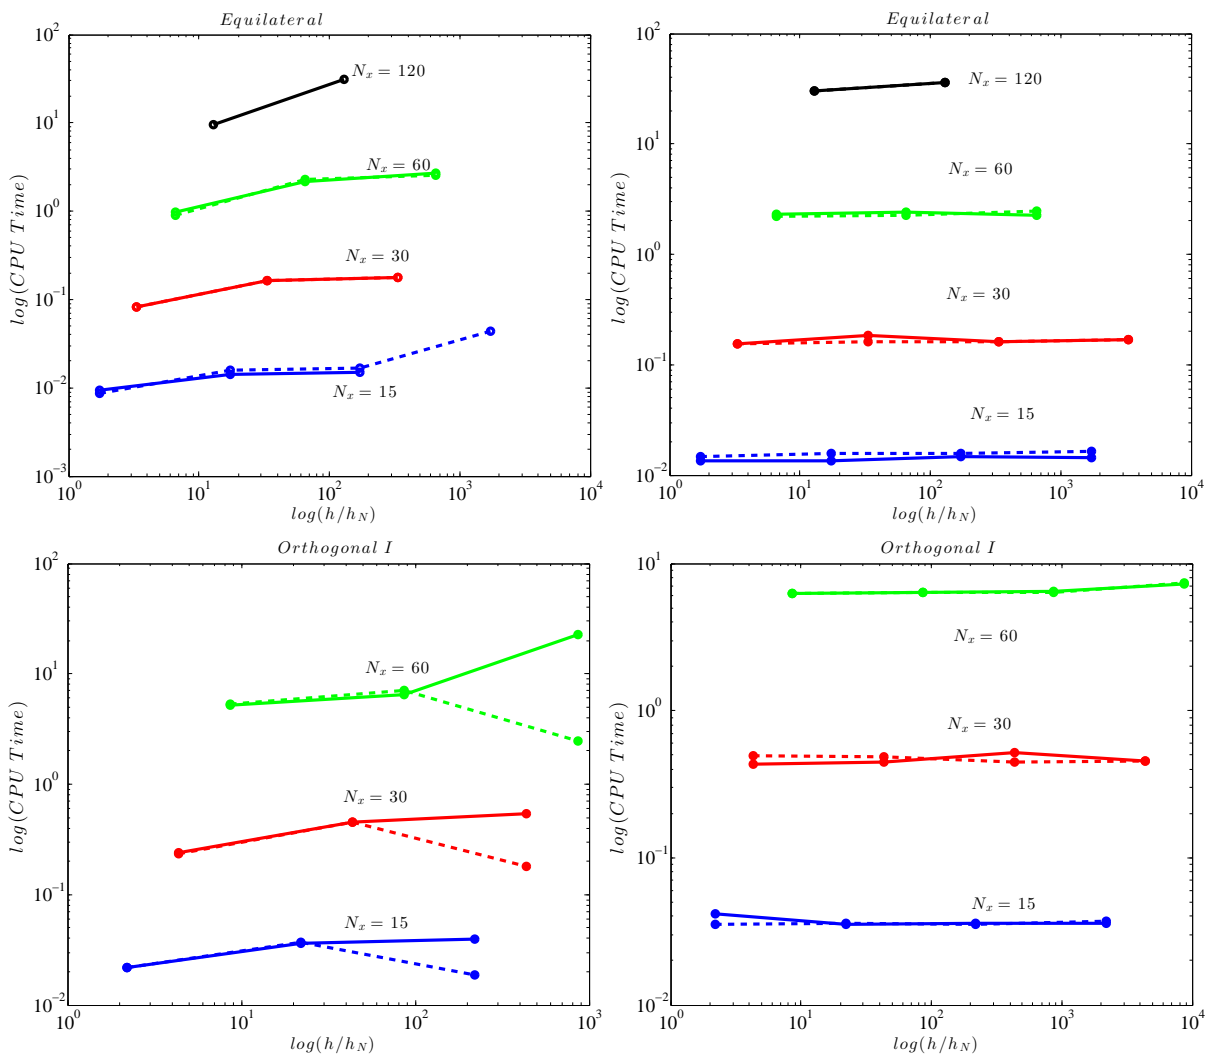 Equilateral
10^2
10^1
10^0
10^-1
10^-2
10^-3
log(CPU Time)
N_x = 120
N_x = 60
N_x = 30
N_x = 15
10^0 10^1 10^2 10^3 10^4
log(h/h_N)
Equilateral
10^2
10^1
10^0
10^-1
10^-2
log(CPU Time)
N_x = 120
N_x = 60
N_x = 30
N_x = 15
10^0 10^1 10^2 10^3 10^4
log(h/h_N)
Orthogonal I
10^2
10^1
10^0
10^-1
10^-2
log(CPU Time)
N_x = 60
N_x = 30
N_x = 15
10^0 10^1 10^2 10^3
log(h/h_N)
Orthogonal I
10^1
10^0
10^-1
10^-2
log(CPU Time)
N_x = 60
N_x = 30
N_x = 15
10^0 10^1 10^2 10^3 10^4
log(h/h_N)